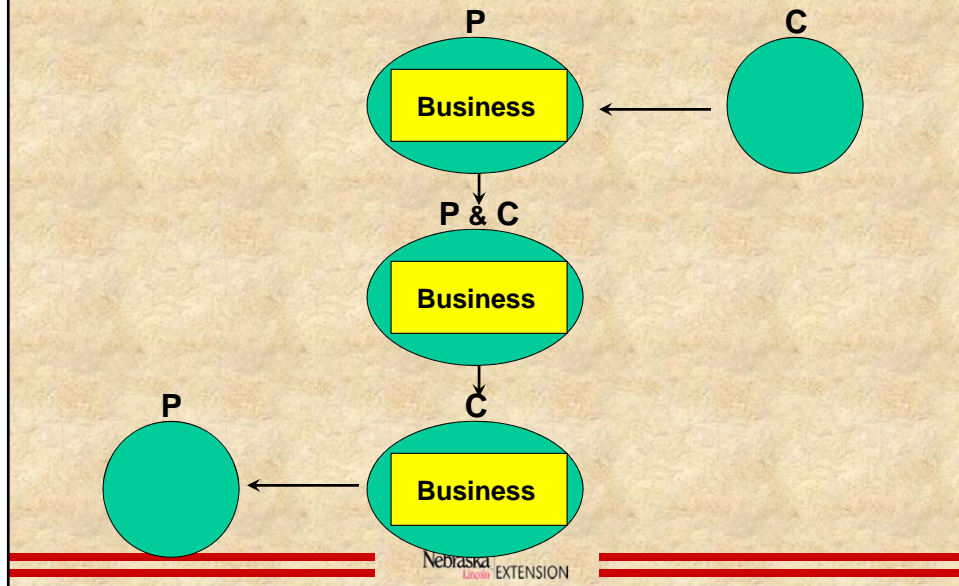 P
C
Business
P & C
Business
P
C
Business
Nebraska
Lincoln EXTENSION